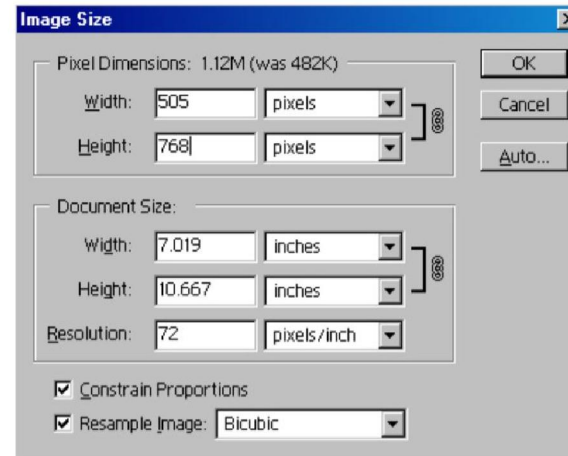 Image Size
Pixel Dimensions: 1.12M (was 482K)
OK
Width: 505 pixels
Cancel
Height: 768 pixels
Auto...
Document Size:
Width: 7.019 inches
Height: 10.667 inches
Resolution: 72 pixels/inch
Constrain Proportions
Resample Image: Bicubic